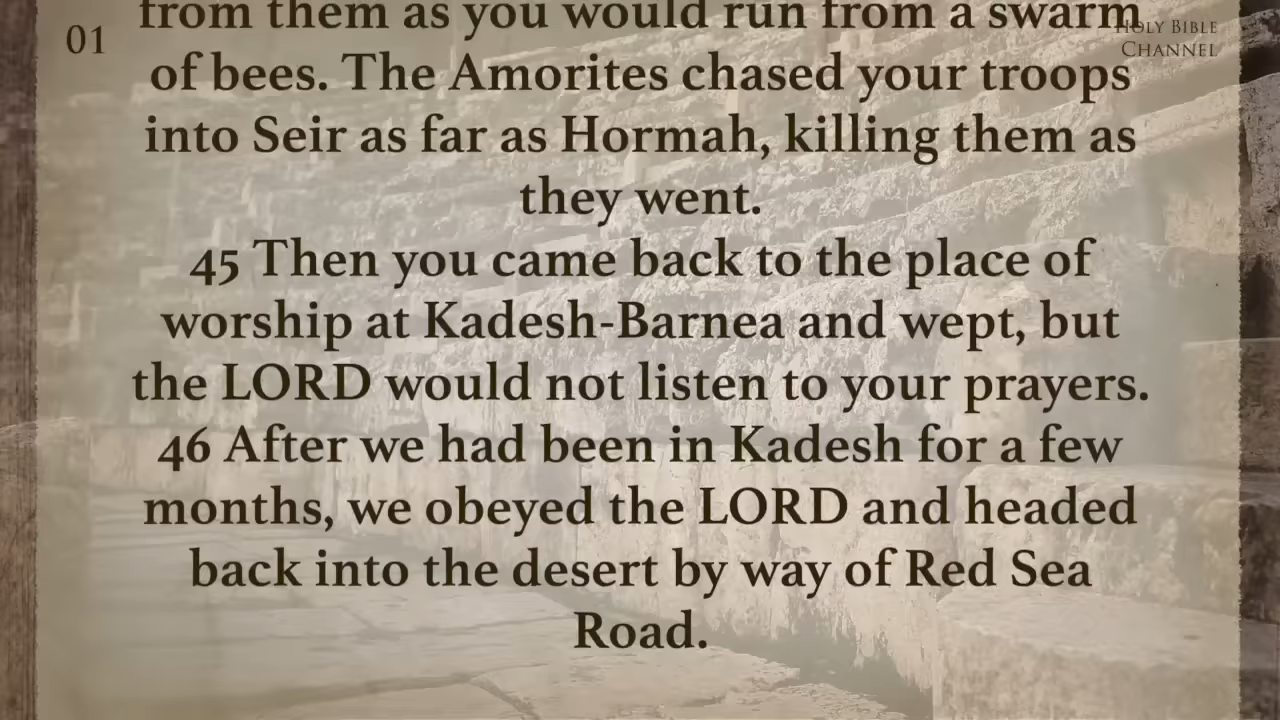 from them as you would run from a swarm
01
HOLY BIBLE
CHANNEL
of bees. The Amorites chased your troops
into Seir as far as Hormah, killing them as
they went.
45 Then you came back to the place of
worship at Kadesh-Barnea and wept, but
the LORD would not listen to your prayers.
46 After we had been in Kadesh for a few
months, we obeyed the LORD and headed
back into the desert by way of Red Sea
Road.